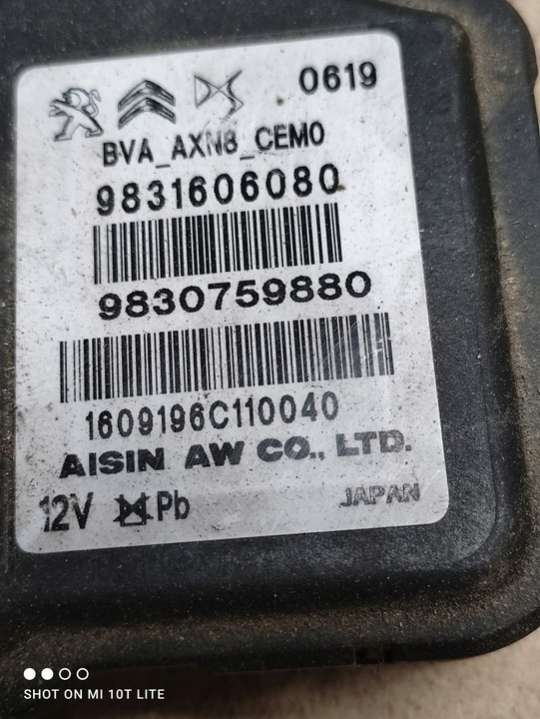 0619
BVA_AXN8_CEM0
9831606080
9830759880
1609196C110040
AISIN AW CO., LTD.
12V Pb
JAPAN
SHOT ON MI 10T LITE